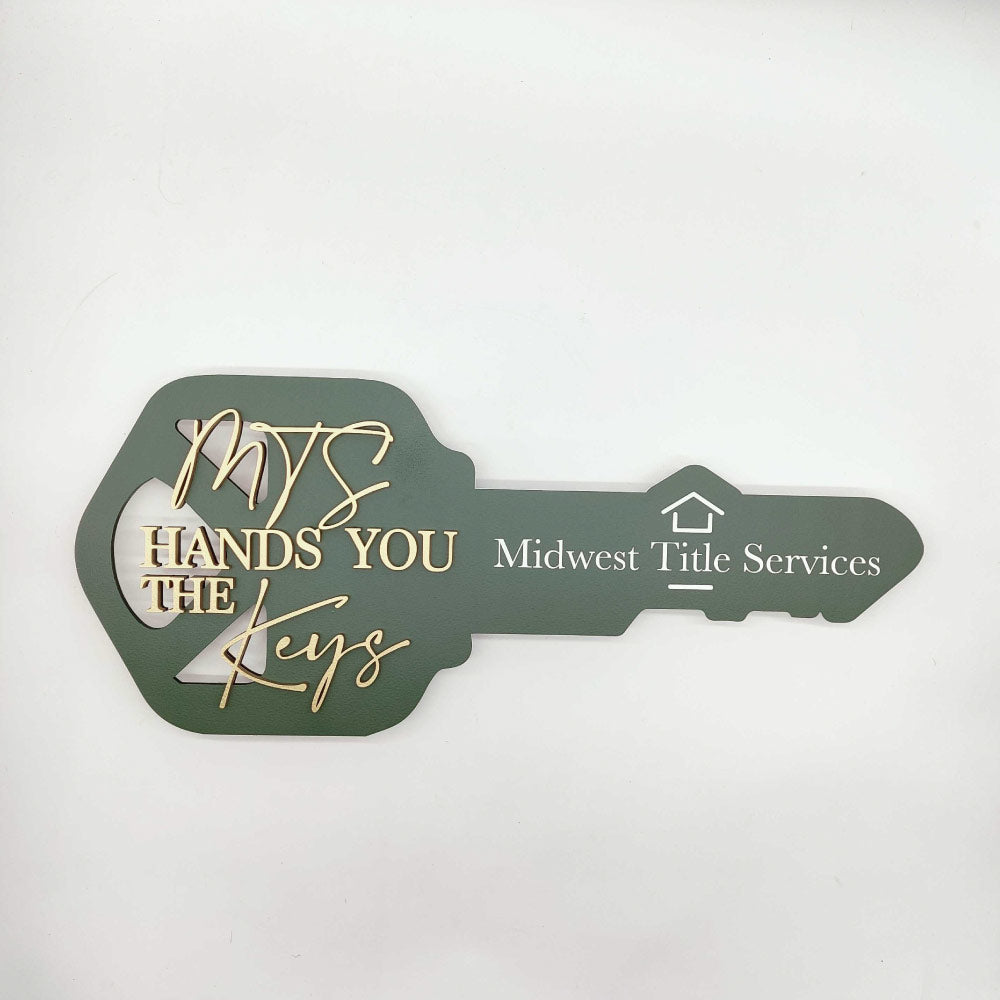 MTS
HANDS YOU
THE
Keys
Midwest Title Services